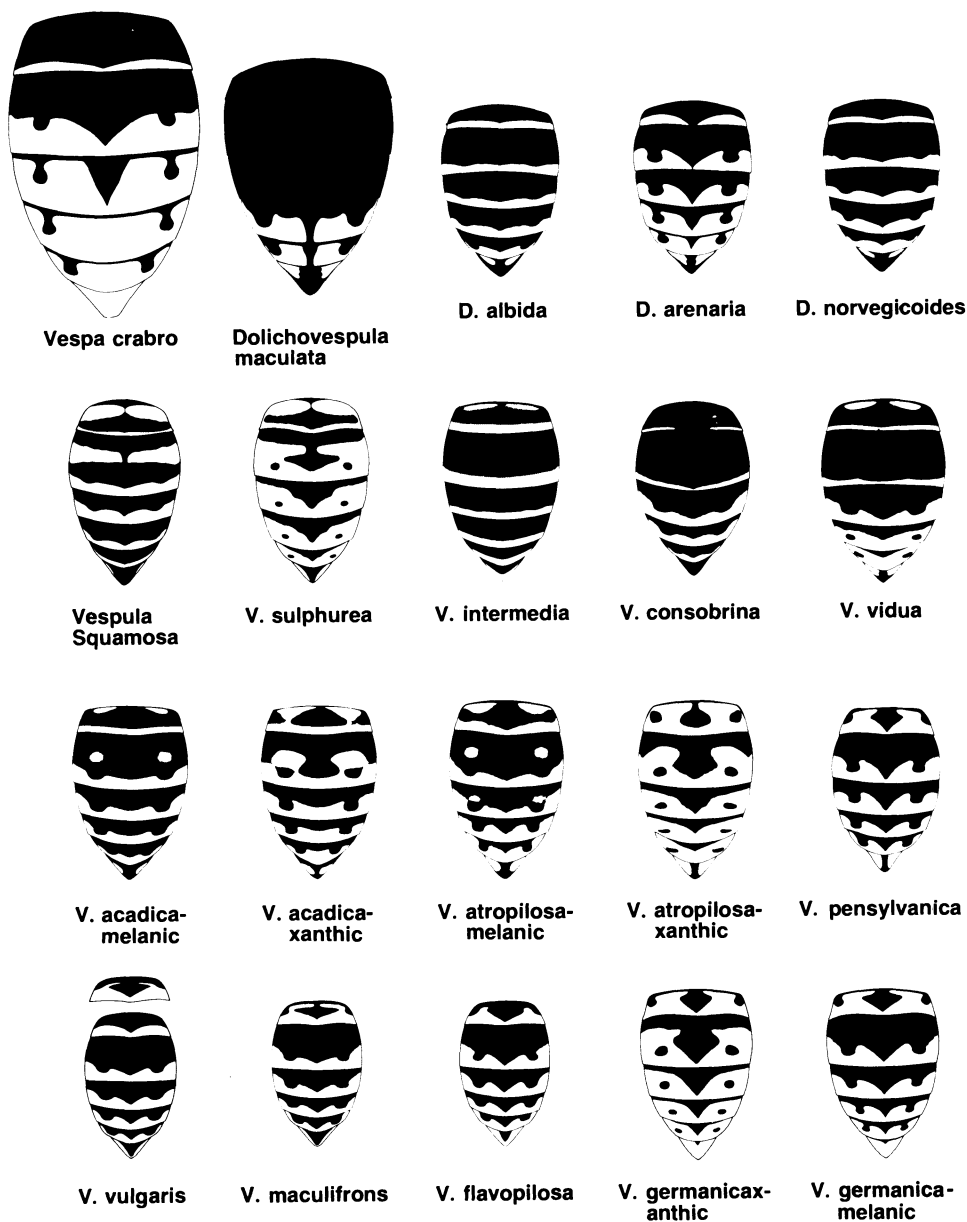 Vespa crabro
Dolichovespula
maculata
D. albida
D. arenaria
D. norvegicoides
Vespula
Squamosa
V. sulphurea
V. intermedia
V. consobrina
V. vidua
V. acadica-
melanic
V. acadica-
xanthic
V. atropilosa-
melanic
V. atropilosa-
xanthic
V. pensylvanica
V. vulgaris
V. maculifrons
V. flavopilosa
V. germanicax-
anthic
V. germanica-
melanic